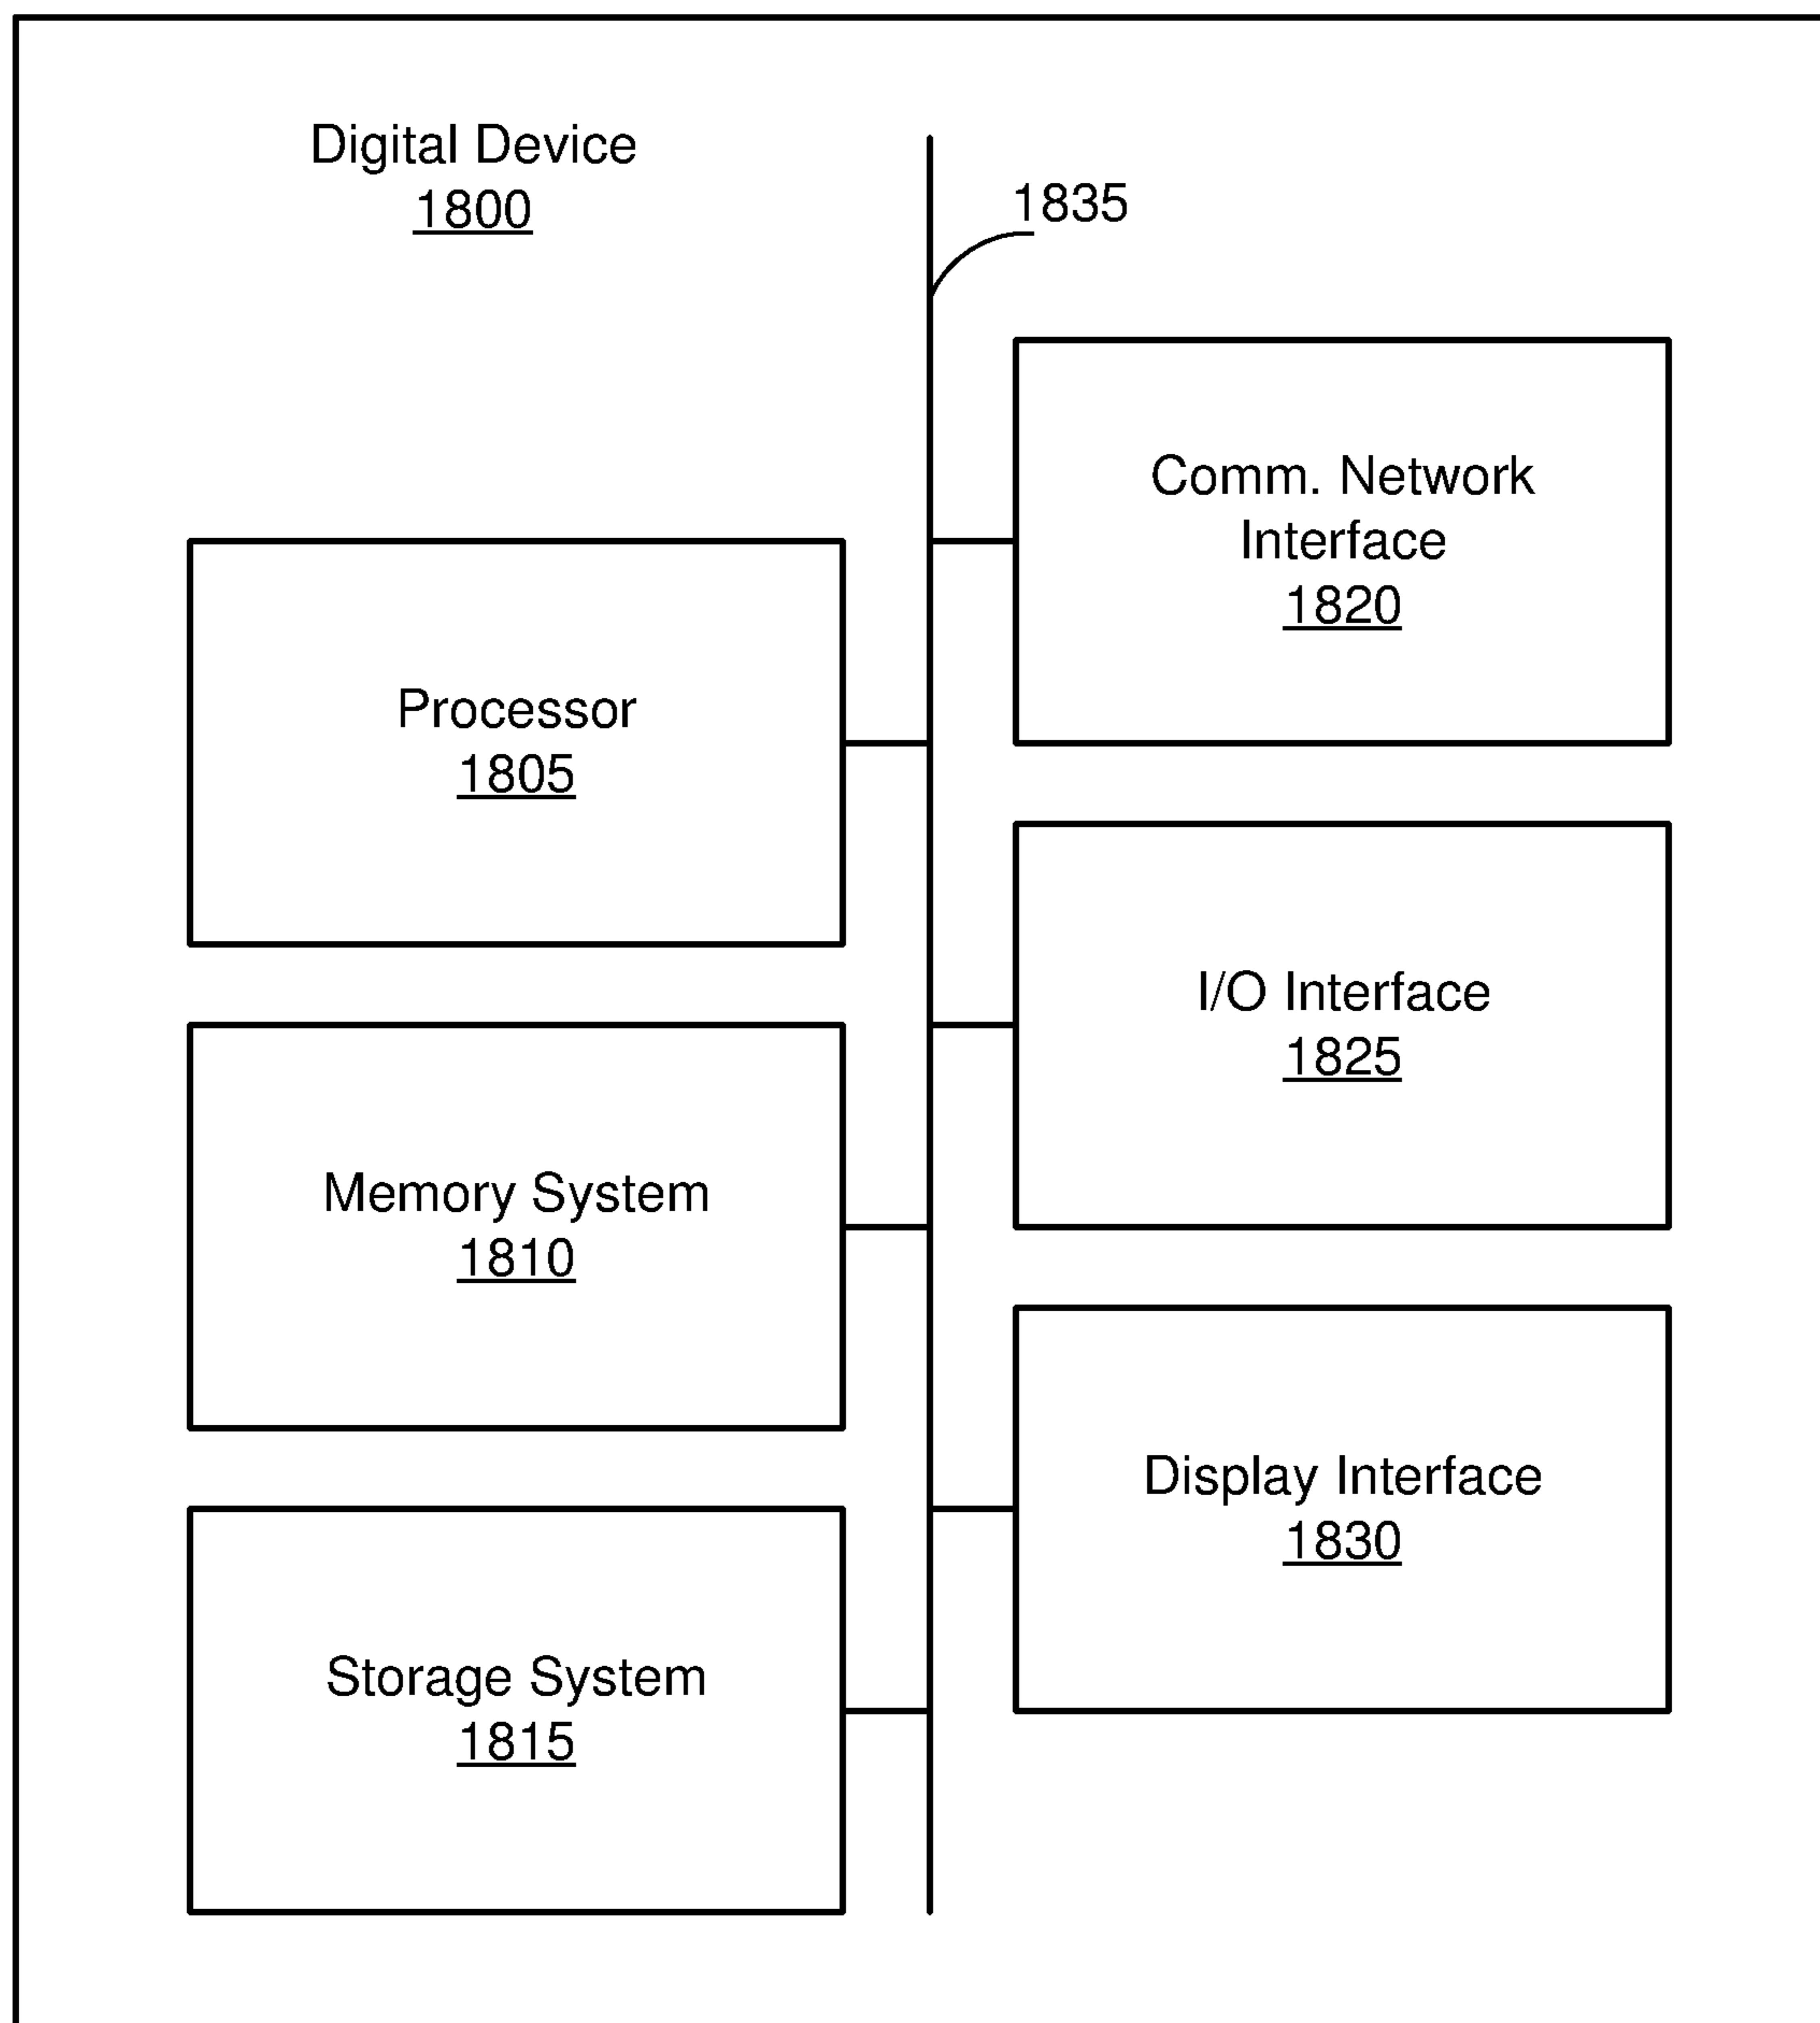 Digital Device
1800
1835
Comm. Network
Interface
1820
Processor
1805
I/O Interface
1825
Memory System
1810
Display Interface
1830
Storage System
1815